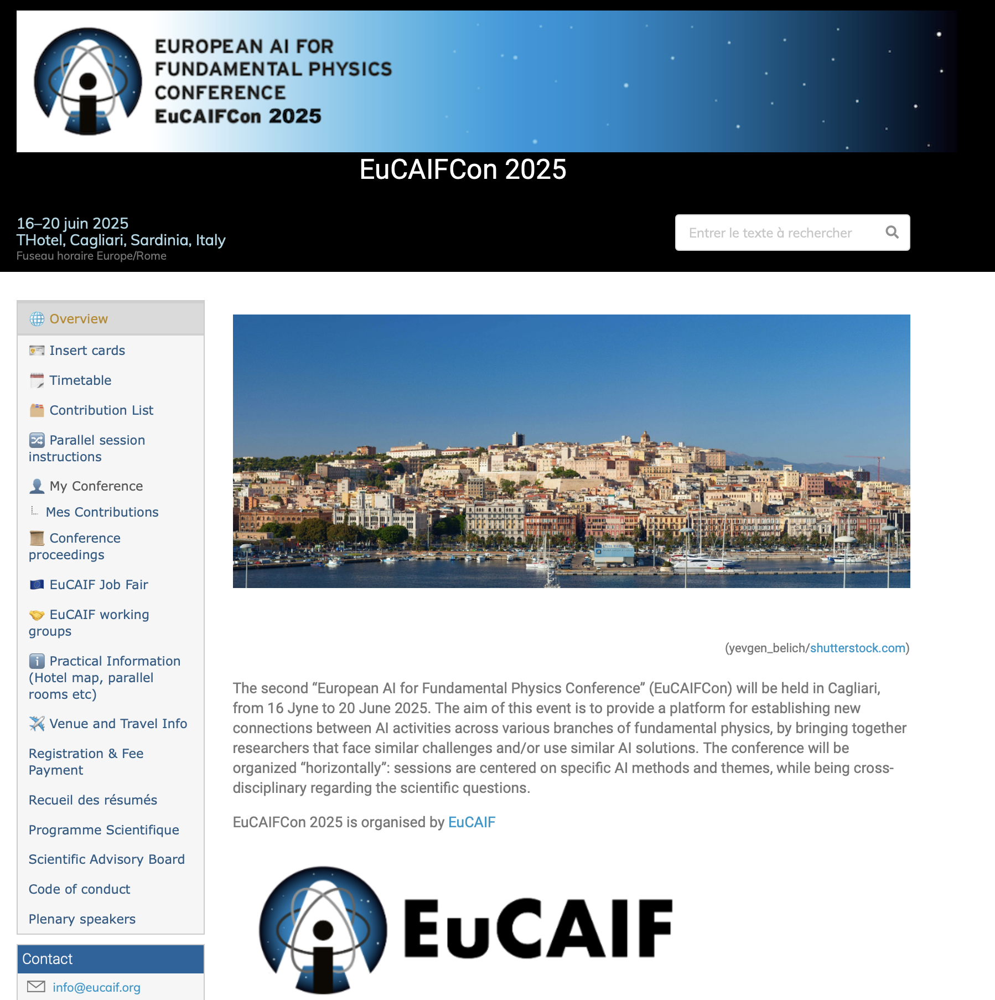 EUROPEAN AI FOR
FUNDAMENTAL PHYSICS
CONFERENCE
EuCAIFCon 2025
EuCAIFCon 2025
16–20 juin 2025
THotel, Cagliari, Sardinia, Italy
Fuseau horaire Europe/Rome
Entrer le texte à rechercher
Overview
Insert cards
Timetable
Contribution List
Parallel session
instructions
My Conference
Mes Contributions
Conference
proceedings
EuCAIF Job Fair
EuCAIF working
groups
Practical Information
(Hotel map, parallel
rooms etc)
Venue and Travel Info
Registration & Fee
Payment
Recueil des résumés
Programme Scientifique
Scientific Advisory Board
Code of conduct
Plenary speakers
Contact
info@eucaif.org
(yevgen_belich/shutterstock.com)
The second “European AI for Fundamental Physics Conference” (EuCAIFCon) will be held in Cagliari,
from 16 Jyne to 20 June 2025. The aim of this event is to provide a platform for establishing new
connections between AI activities across various branches of fundamental physics, by bringing together
researchers that face similar challenges and/or use similar AI solutions. The conference will be
organized “horizontally”: sessions are centered on specific AI methods and themes, while being cross-
disciplinary regarding the scientific questions.
EuCAIFCon 2025 is organised by EuCAIF
EuCAIF